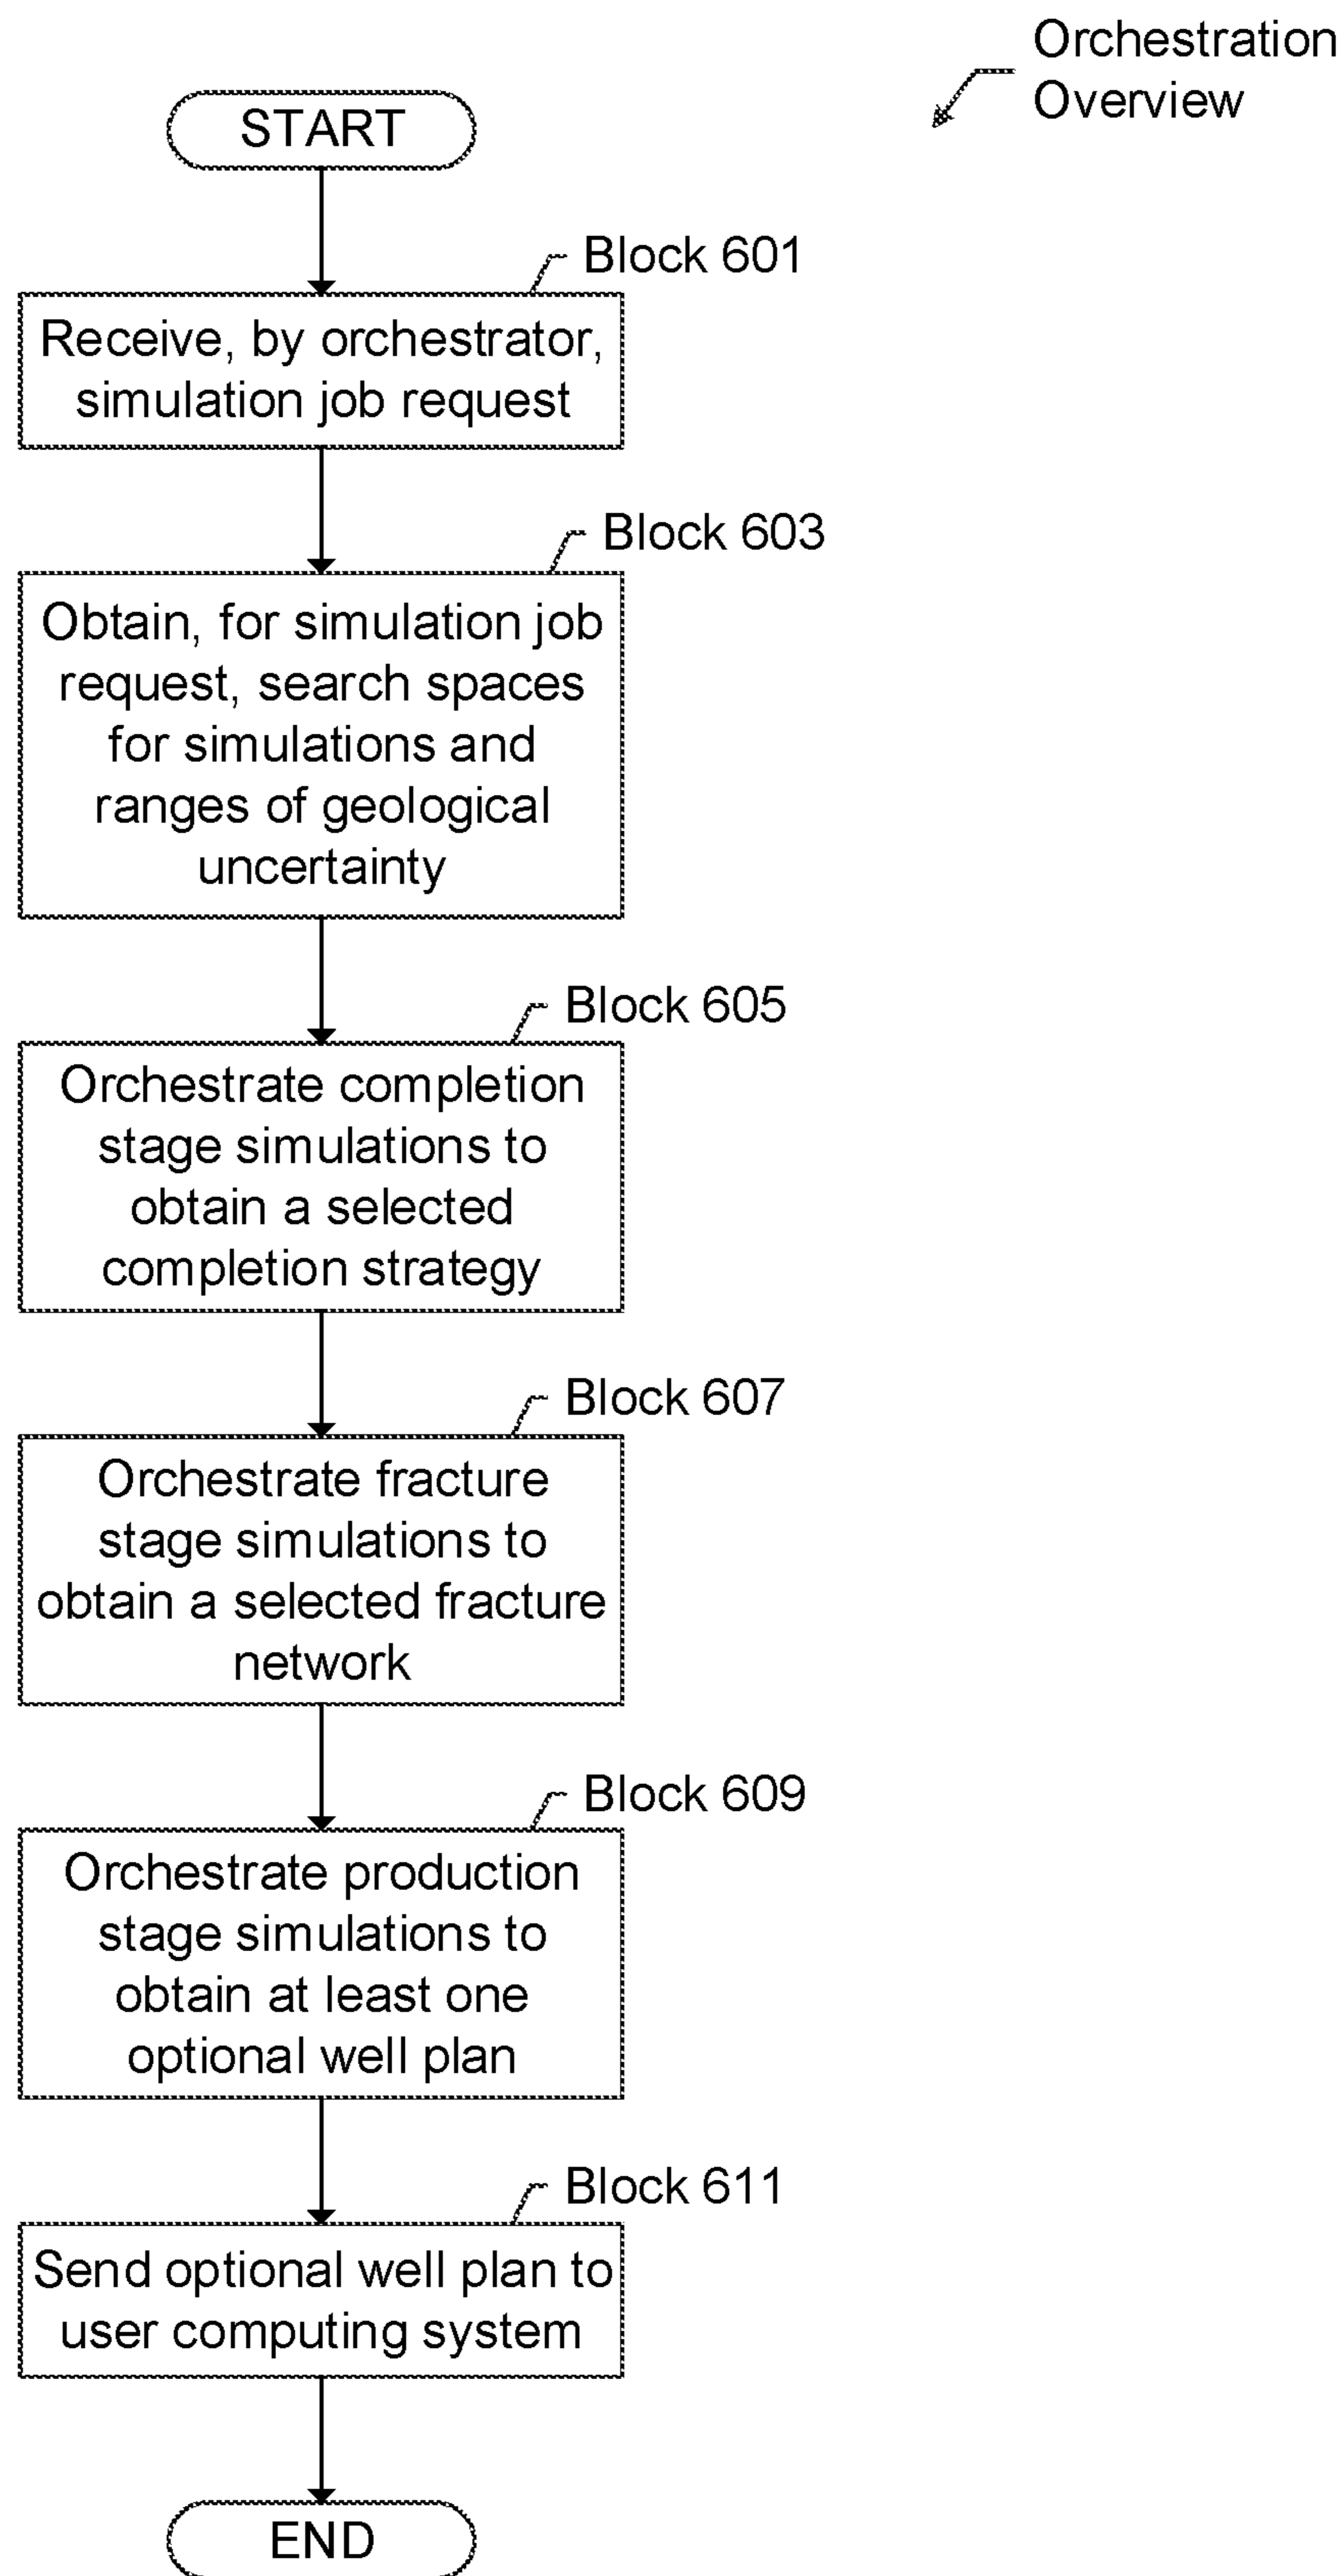 Orchestration
Overview
START
Block 601
Receive, by orchestrator,
simulation job request
Block 603
Obtain, for simulation job
request, search spaces
for simulations and
ranges of geological
uncertainty
Block 605
Orchestrate completion
stage simulations to
obtain a selected
completion strategy
Block 607
Orchestrate fracture
stage simulations to
obtain a selected fracture
network
Block 609
Orchestrate production
stage simulations to
obtain at least one
optional well plan
Block 611
Send optional well plan to
user computing system
END